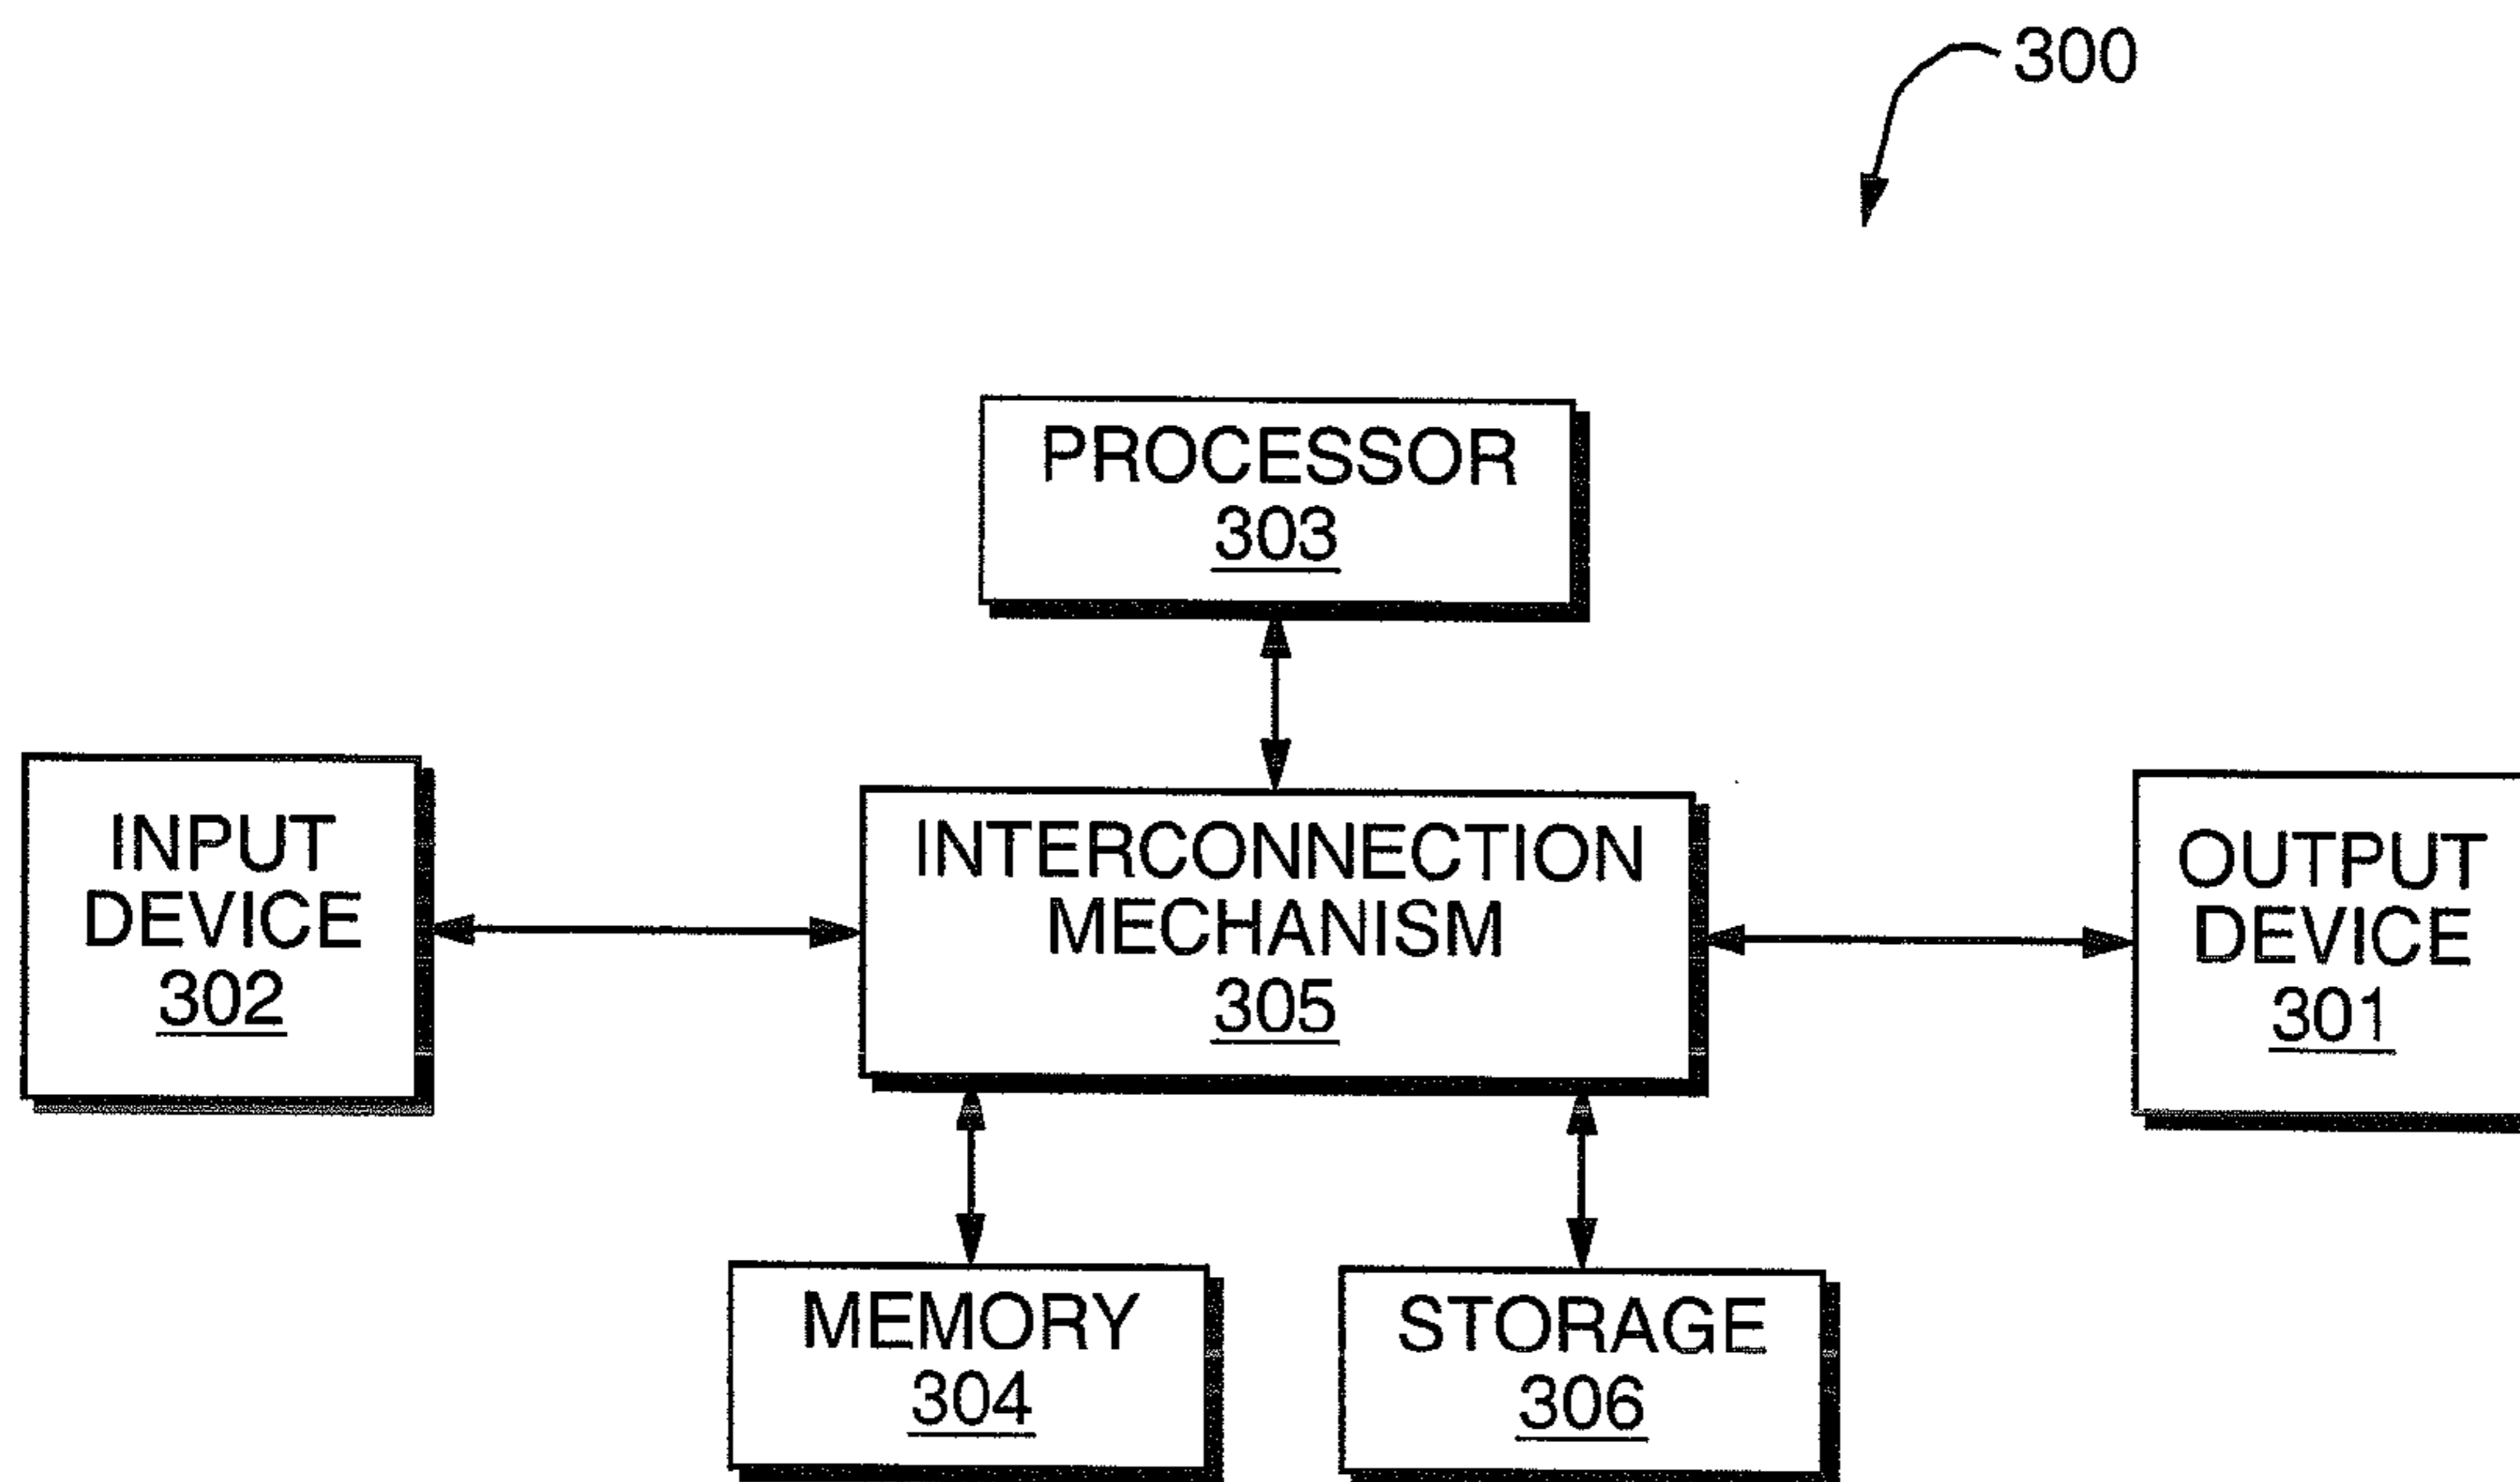 300
PROCESSOR
303
INPUT
DEVICE
302
INTERCONNECTION
MECHANISM
305
OUTPUT
DEVICE
301
MEMORY
304
STORAGE
306